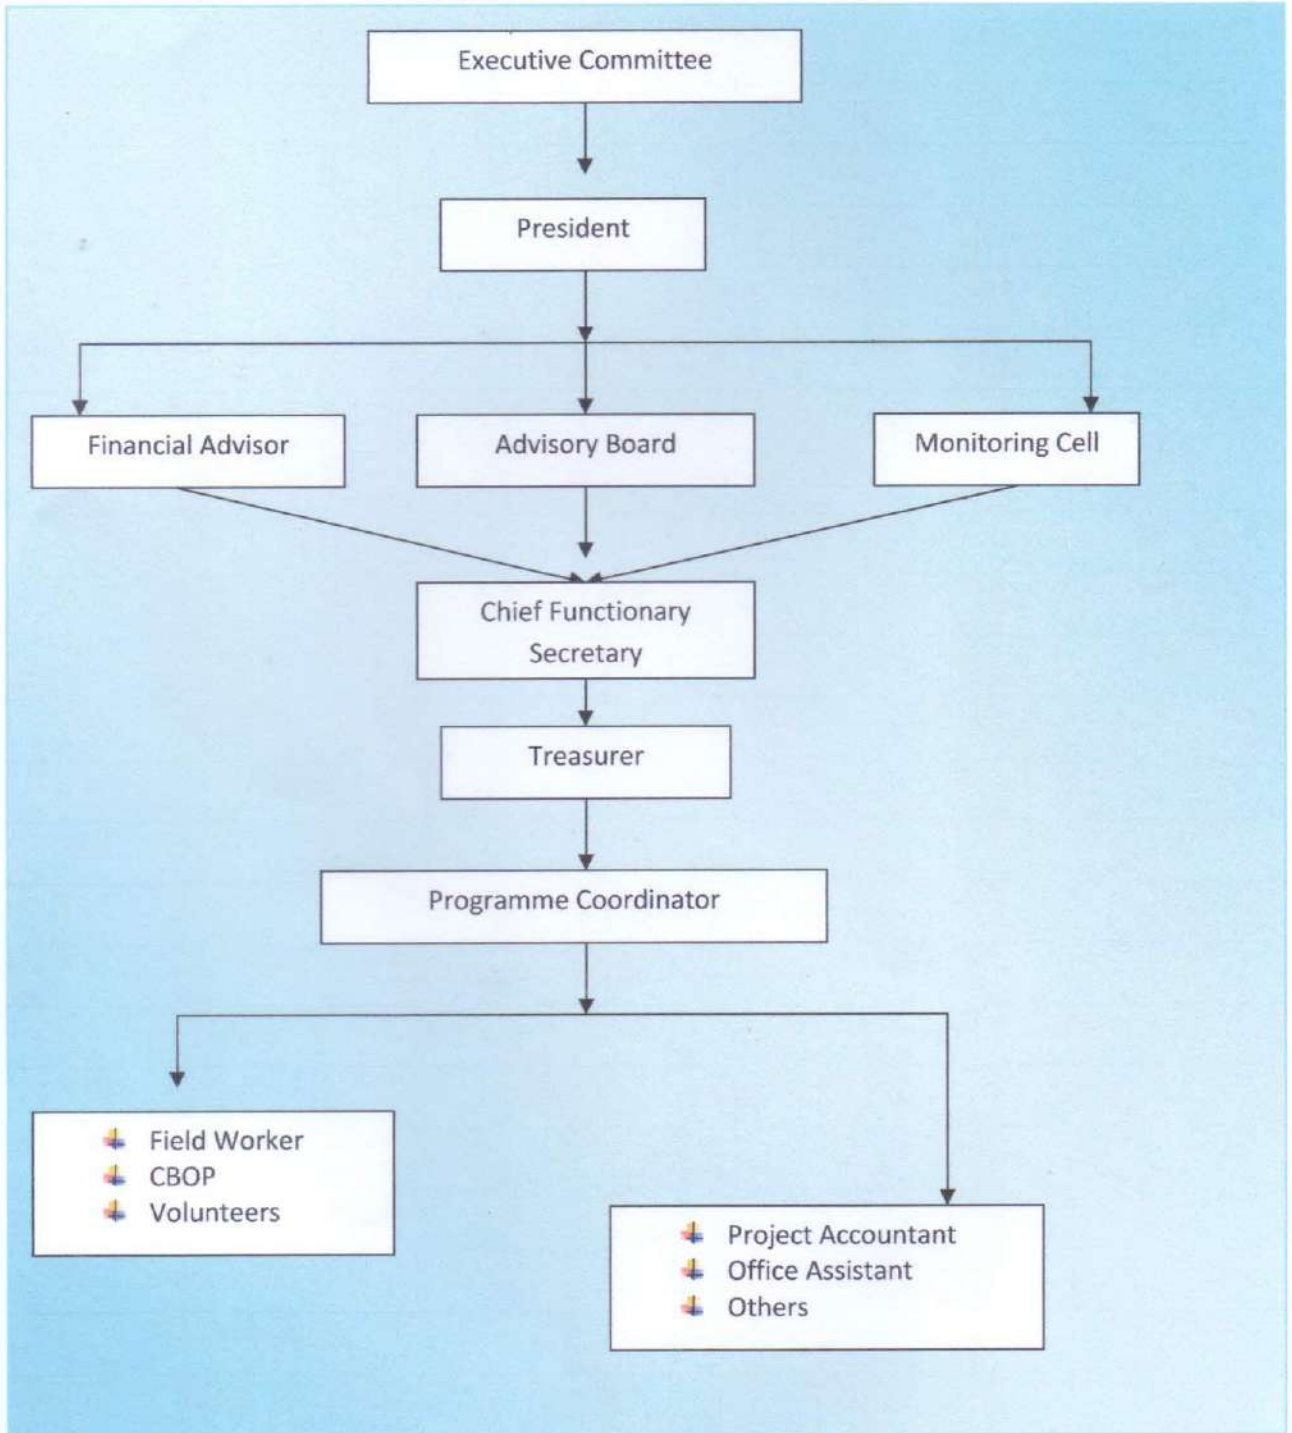 Executive Committee
President
Financial Advisor
Advisory Board
Monitoring Cell
Chief Functionary
Secretary
Treasurer
Programme Coordinator
Field Worker
CBOP
Volunteers
Project Accountant
Office Assistant
Others